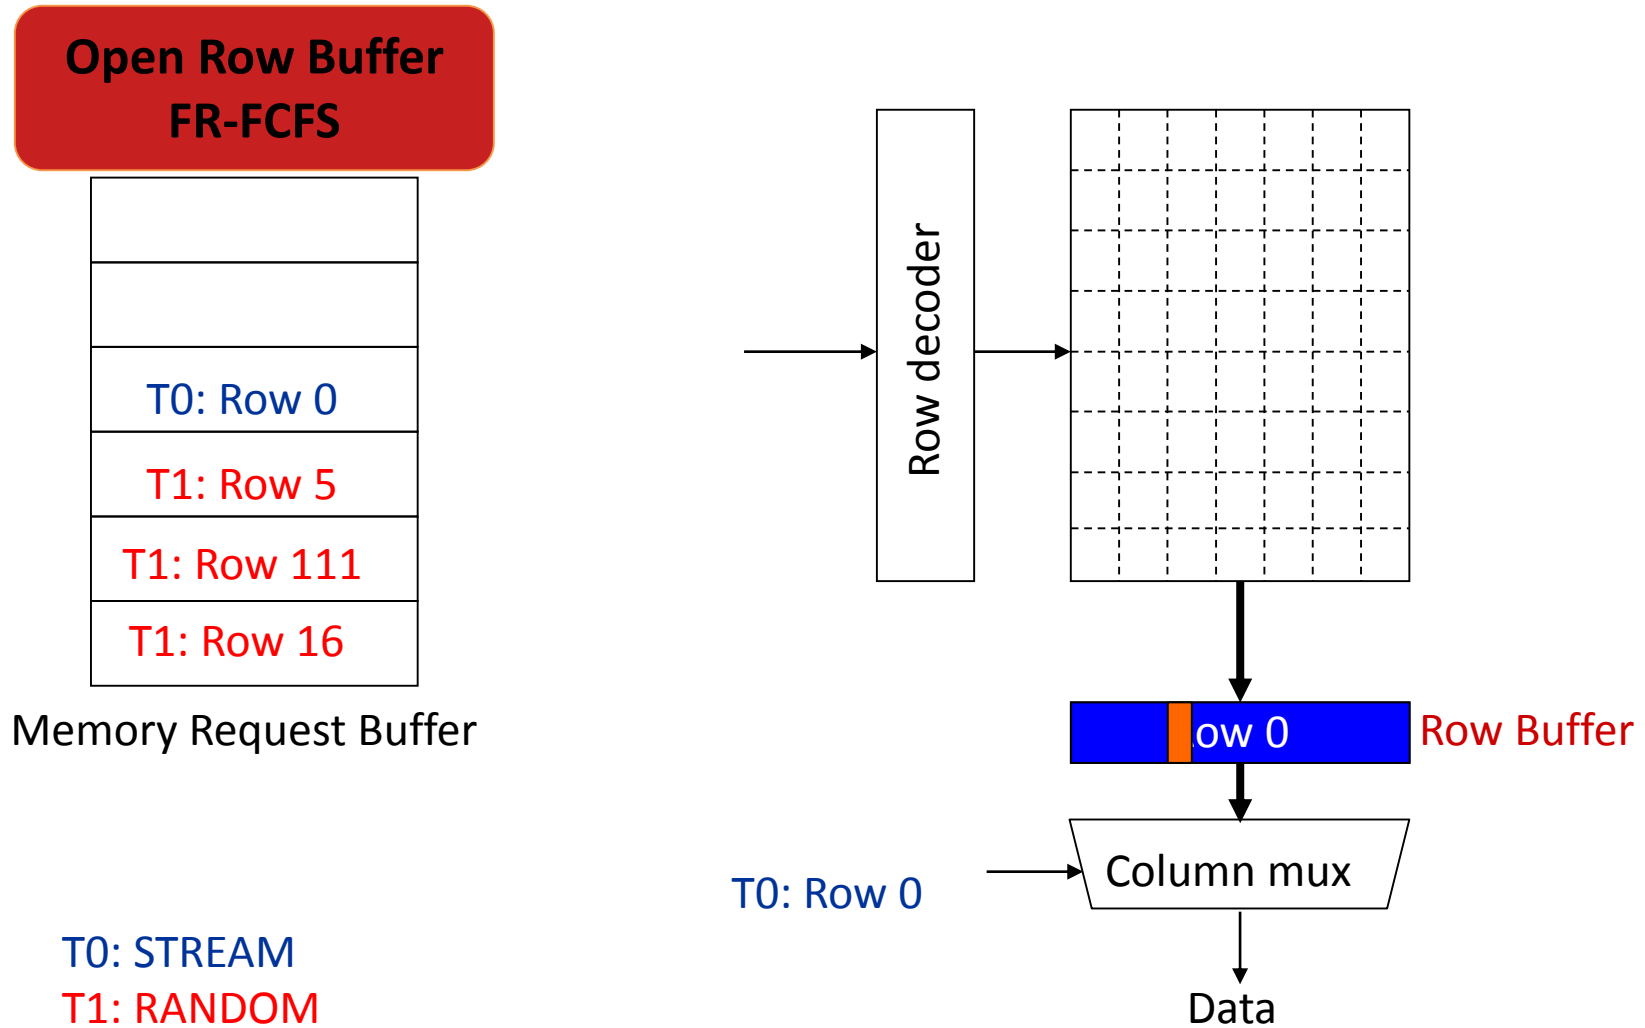 Open Row Buffer
FR-FCFS
T0: Row 0
T1: Row 5
T1: Row 111
T1: Row 16
Memory Request Buffer
T0: STREAM
T1: RANDOM
Row decoder
ow 0
Row Buffer
T0: Row 0
Column mux
Data